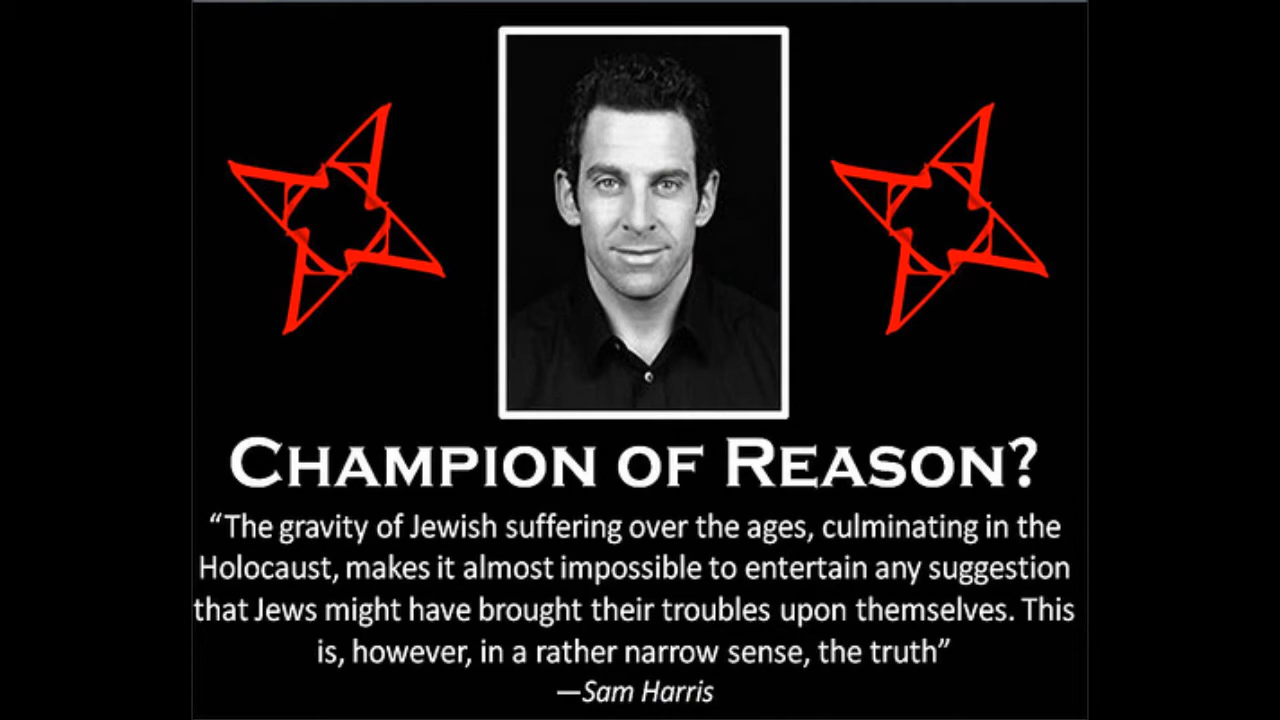 CHAMPION OF REASON?
“The gravity of Jewish suffering over the ages, culminating in the
Holocaust, makes it almost impossible to entertain any suggestion
that Jews might have brought their troubles upon themselves. This
is, however, in a rather narrow sense, the truth”
—Sam Harris